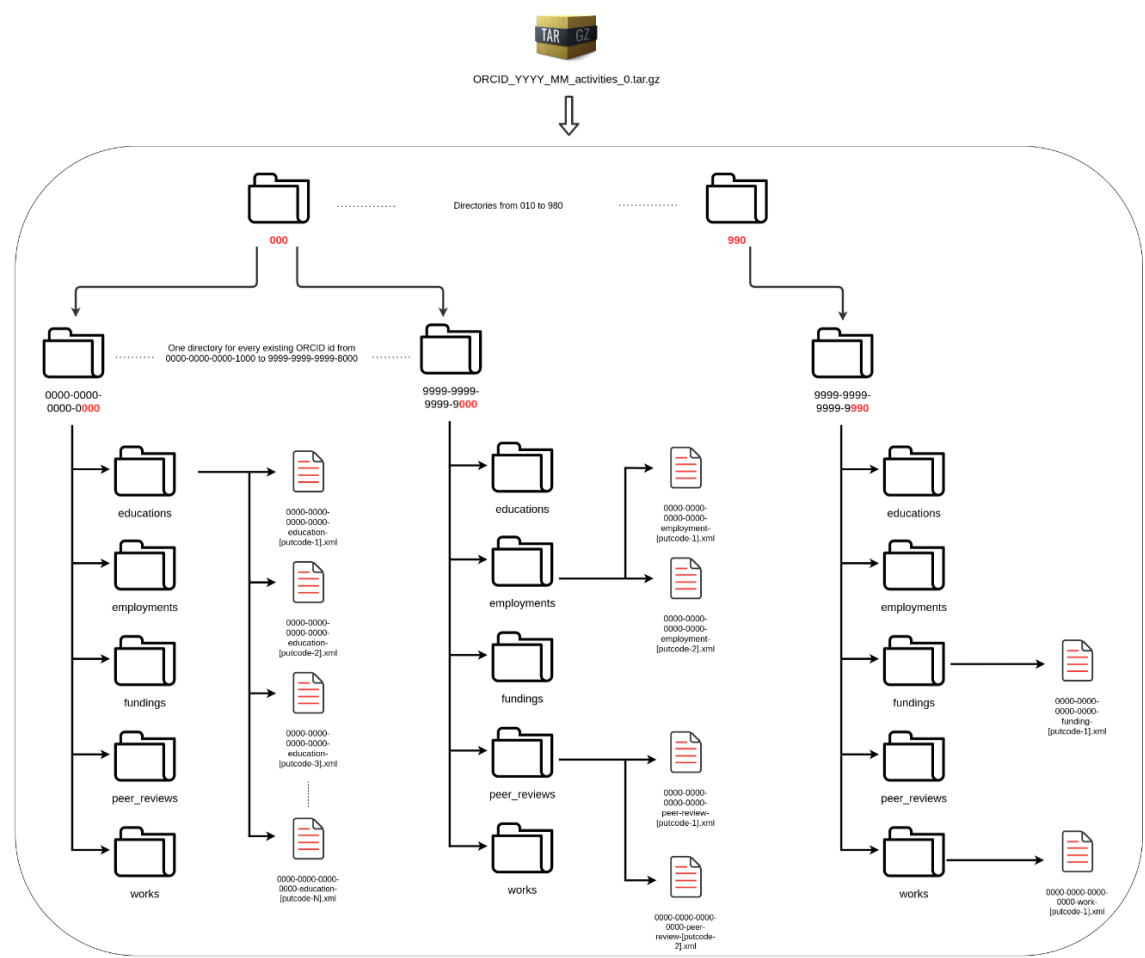 TAR GZ
ORCID_YYYY_MM_activities_0.tar.gz
Directories from 010 to 980
000
990
One directory for every existing ORCID id from
0000-0000-0000-1000 to 9999-9999-9999-8000
0000-0000-
0000-0000
9999-9999-
9999-9000
9999-9999-
9999-9990
educations
employments
fundings
peer_reviews
works
0000-0000-
0000-0000-
education-
[putcode-1].xml
0000-0000-
0000-0000-
education-
[putcode-2].xml
0000-0000-
0000-0000-
education-
[putcode-3].xml
0000-0000-0000-
0000-education-
[putcode-N].xml
educations
employments
fundings
peer_reviews
works
0000-0000-
0000-0000-
employment-
[putcode-1].xml
0000-0000-
0000-0000-
employment-
[putcode-2].xml
0000-0000-
0000-0000-
peer-review-
[putcode-1].xml
0000-0000-0000-
0000-peer-
review-[putcode-
2].xml
educations
employments
fundings
peer_reviews
works
0000-0000-
0000-0000-
funding-
[putcode-1].xml
0000-0000-0000-
0000-work-
[putcode-1].xml